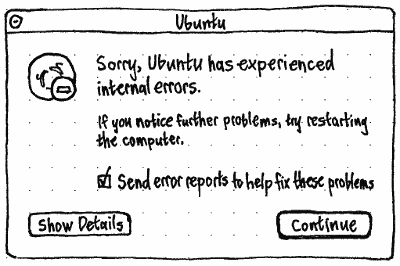 Ubuntu
Sorry, Ubuntu has experienced
internal errors.
If you notice further problems, try restarting
the computer.
Send error reports to help fix these problems
Show Details
Continue